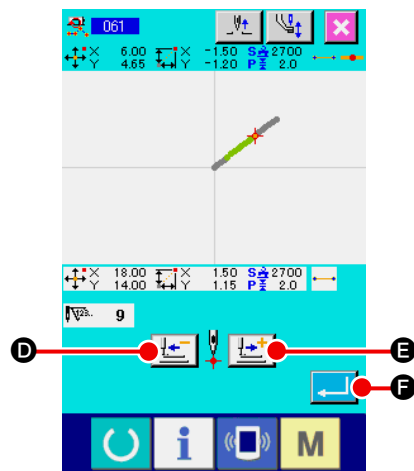 061
X 6.00 X -1.50 S 2700
Y 4.65 Y -1.20 P 2.0
X 18.00 X 1.50 S 2700
Y 14.00 Y 1.15 P 2.0
123.. 9
D E
F
i M